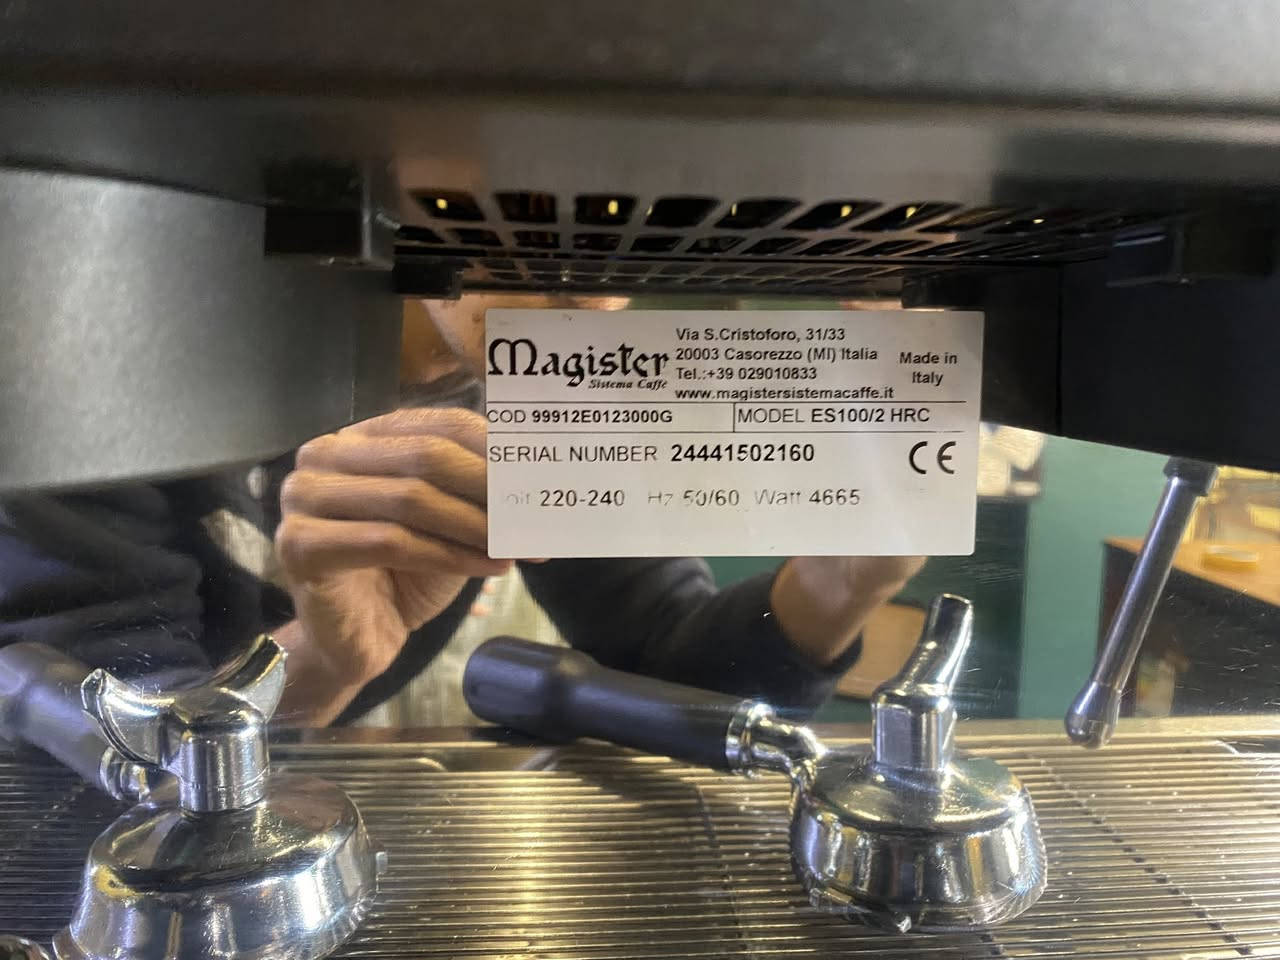 Magister
Sistema Caffè
Via S.Cristoforo, 31/33
20003 Casorezzo (MI) Italia
Tel.:+39 029010833
www.magistersistemacaffe.it
Made in
Italy
COD 99912E0123000G
MODEL ES100/2 HRC
SERIAL NUMBER 24441502160
CE
220-240 Hz 50/60 Watt 4665